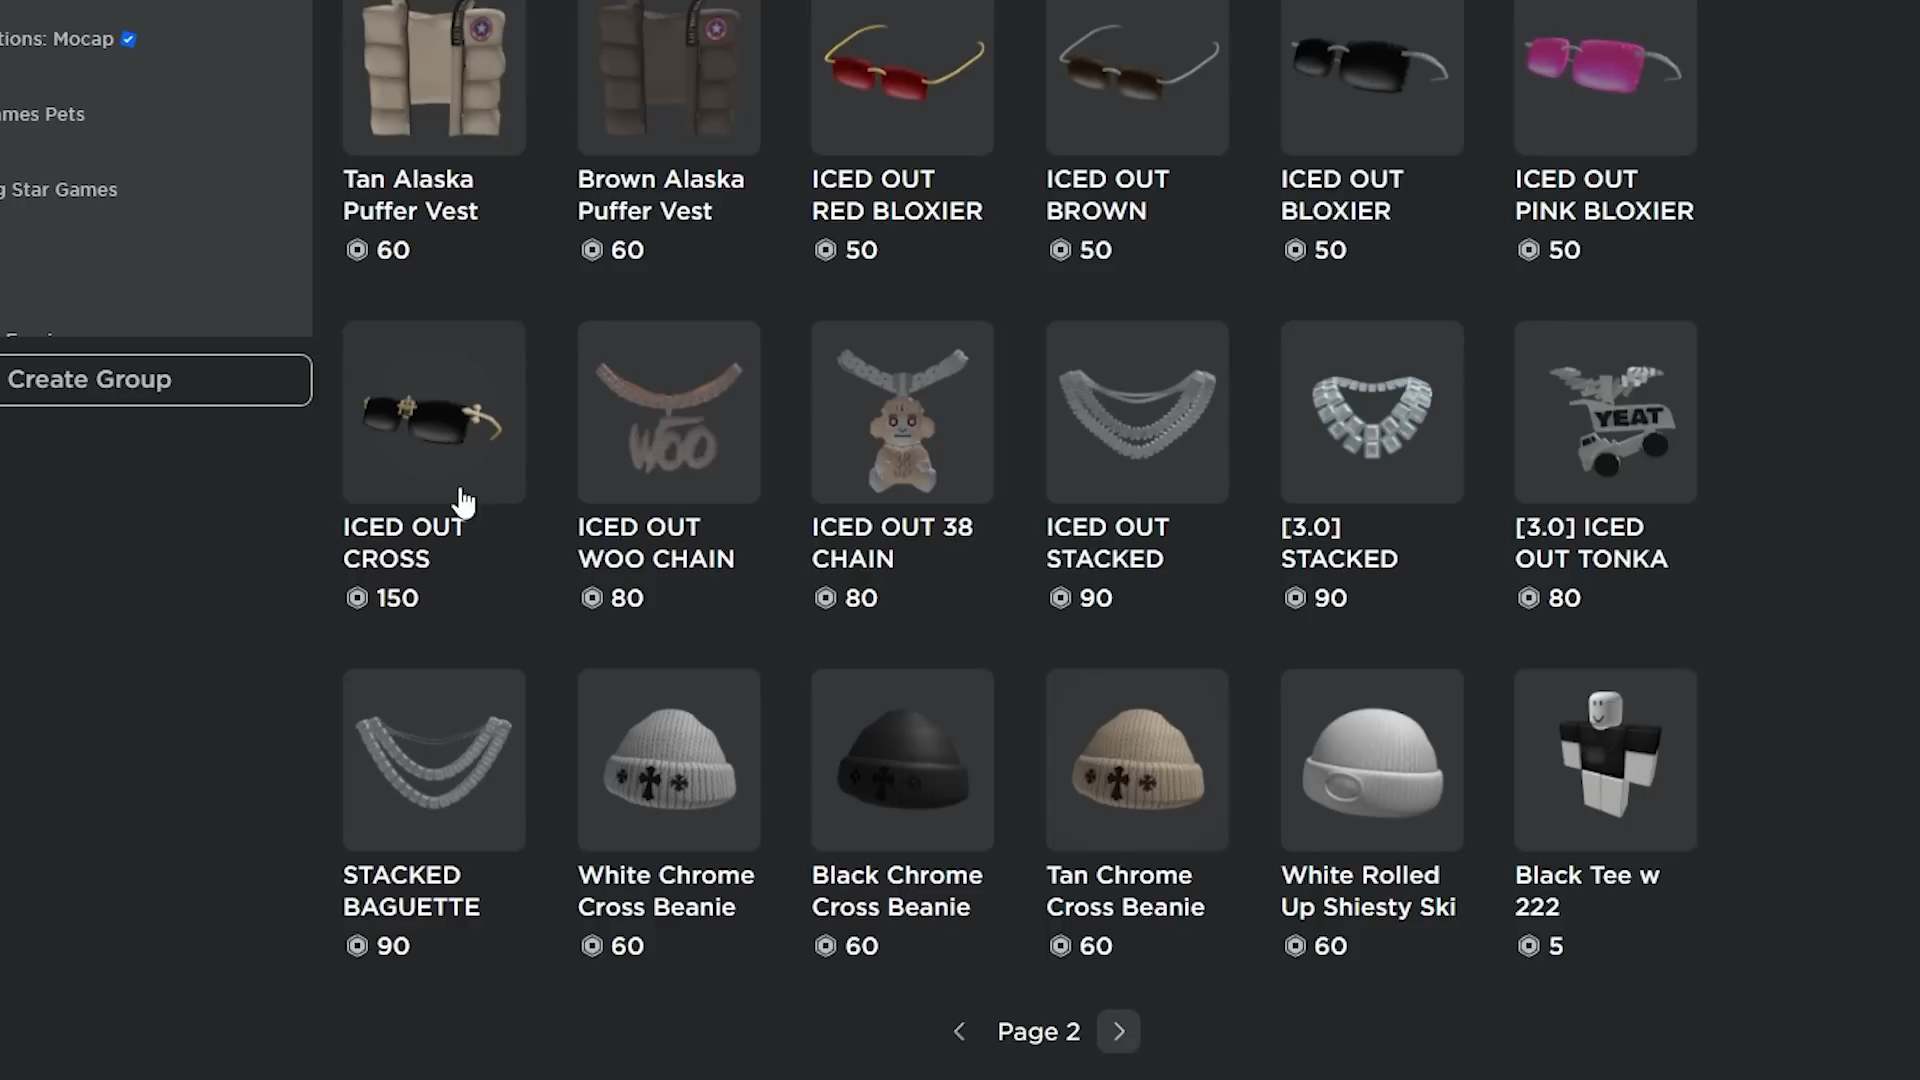 tions: Mocap
mes Pets
g Star Games
Create Group
Tan Alaska
Puffer Vest
60
Brown Alaska
Puffer Vest
60
ICED OUT
RED BLOXIER
50
ICED OUT
BROWN
50
ICED OUT
BLOXIER
50
ICED OUT
PINK BLOXIER
50
ICED OUT
CROSS
150
WOO
ICED OUT
WOO CHAIN
80
ICED OUT 38
CHAIN
80
ICED OUT
STACKED
90
[3.0]
STACKED
90
YEAT
[3.0] ICED
OUT TONKA
80
STACKED
BAGUETTE
90
White Chrome
Cross Beanie
60
Black Chrome
Cross Beanie
60
Tan Chrome
Cross Beanie
60
White Rolled
Up Shiesty Ski
60
Black Tee w
222
5
< Page 2 >